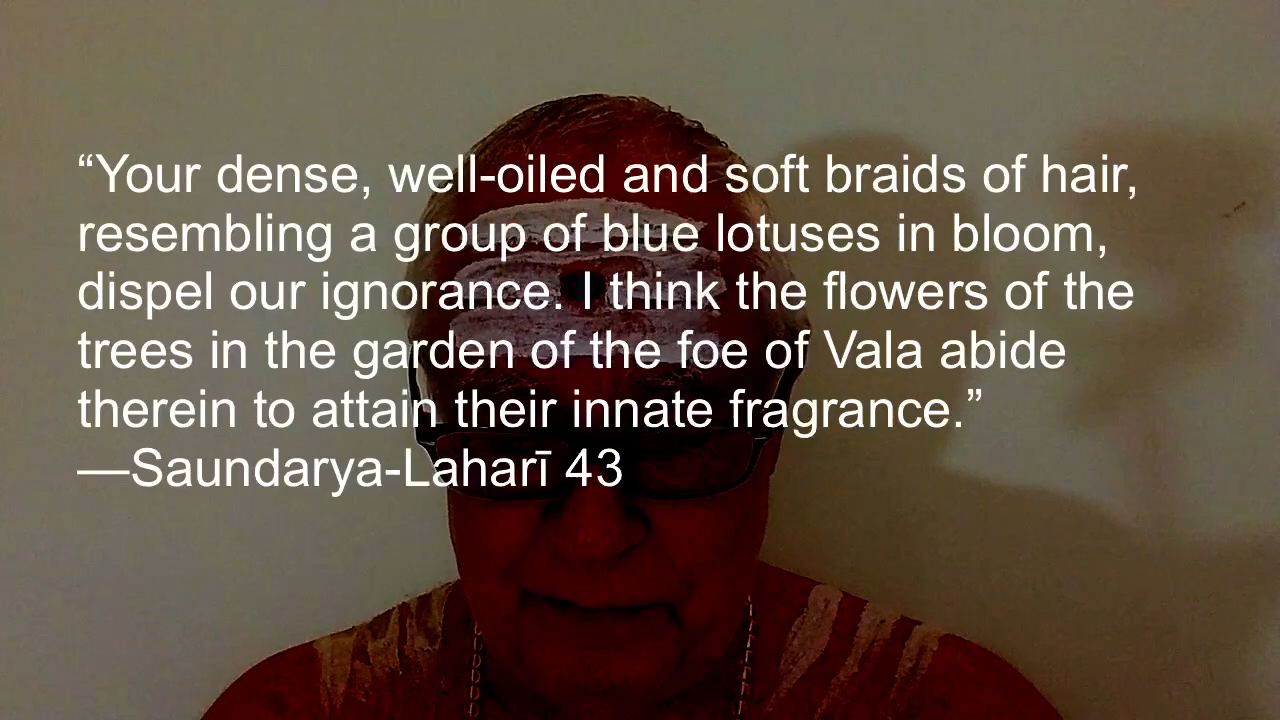 “Your dense, well-oiled and soft braids of hair,
resembling a group of blue lotuses in bloom,
dispel our ignorance. I think the flowers of the
trees in the garden of the foe of Vala abide
therein to attain their innate fragrance.”
—Saundarya-Laharī 43